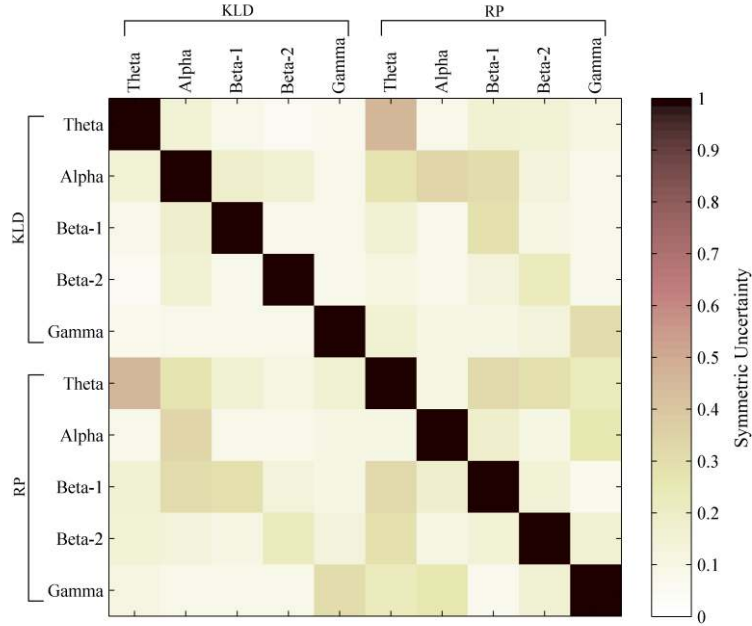 KLD RP
Theta Alpha Beta-1 Beta-2 Gamma Theta Alpha Beta-1 Beta-2 Gamma
KLD
Theta
Alpha
Beta-1
Beta-2
Gamma
RP
Theta
Alpha
Beta-1
Beta-2
Gamma
1
0.9
0.8
0.7
0.6
0.5
0.4
0.3
0.2
0.1
0
Symmetric Uncertainty